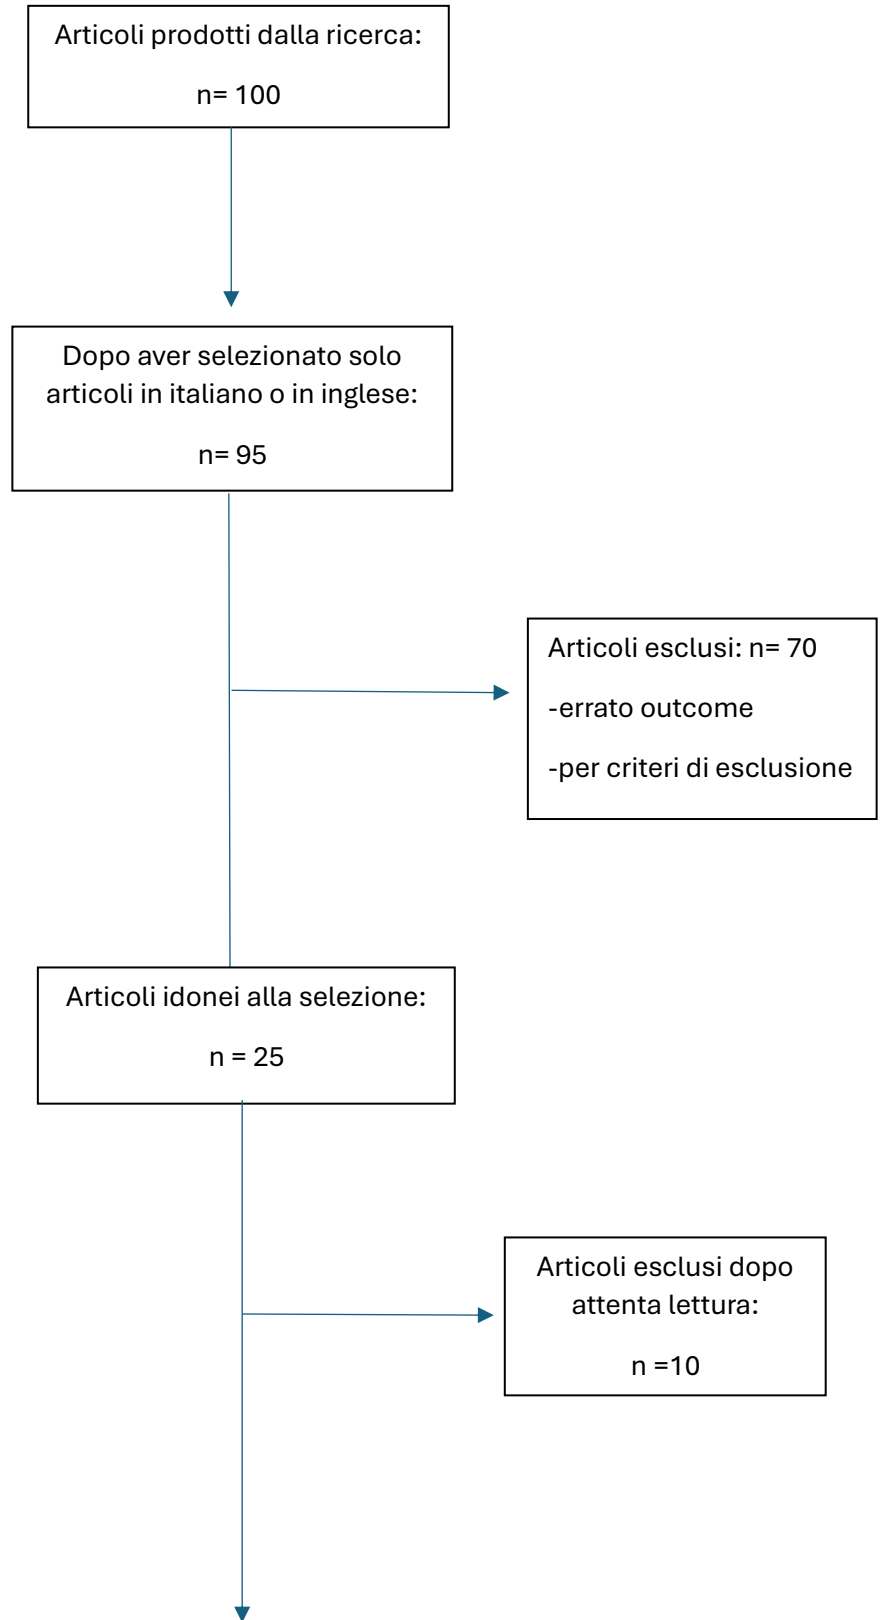 Articoli prodotti dalla ricerca:
n= 100
Dopo aver selezionato solo
articoli in italiano o in inglese:
n= 95
Articoli esclusi: n= 70
-errato outcome
-per criteri di esclusione
Articoli idonei alla selezione:
n = 25
Articoli esclusi dopo
attenta lettura:
n =10